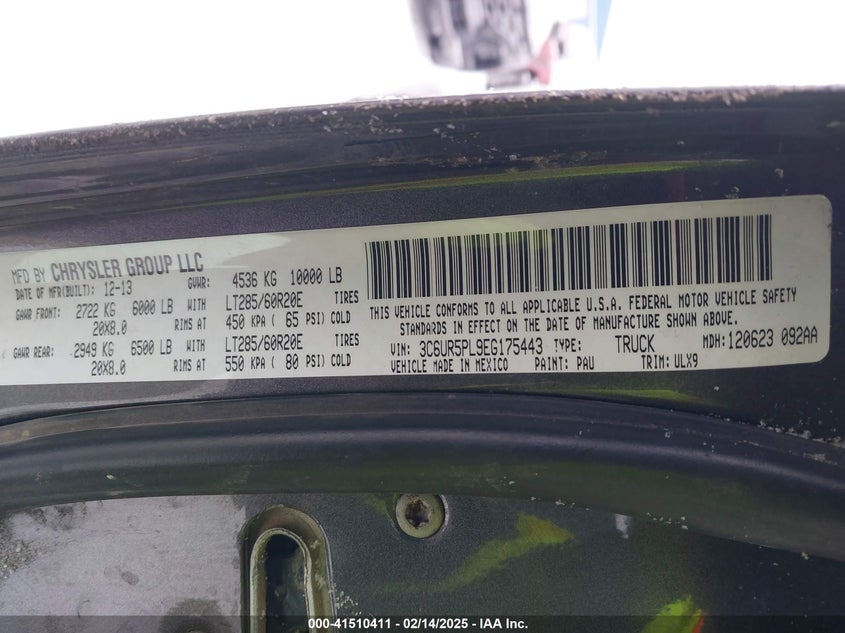 MFD BY CHRYSLER GROUP LLC
DATE OF MFR(BUILT): 12-13 GVWR: 4536 KG 10000 LB
GAWR FRONT: 2722 KG 6000 LB WITH LT285/60R20E TIRES
20X8.0 RIMS AT 450 KPA ( 65 PSI) COLD
GAWR REAR: 2949 KG 6500 LB WITH LT285/60R20E TIRES
20X8.0 RIMS AT 550 KPA ( 80 PSI) COLD
THIS VEHICLE CONFORMS TO ALL APPLICABLE U.S.A. FEDERAL MOTOR VEHICLE SAFETY
STANDARDS IN EFFECT ON THE DATE OF MANUFACTURE SHOWN ABOVE.
VIN: 3C6UR5PL9EG175443 TYPE: TRUCK MDH: 120623 092AA
VEHICLE MADE IN MEXICO PAINT: PAU TRIM: ULX9
000-41510411 - 02/14/2025 - IAA Inc.